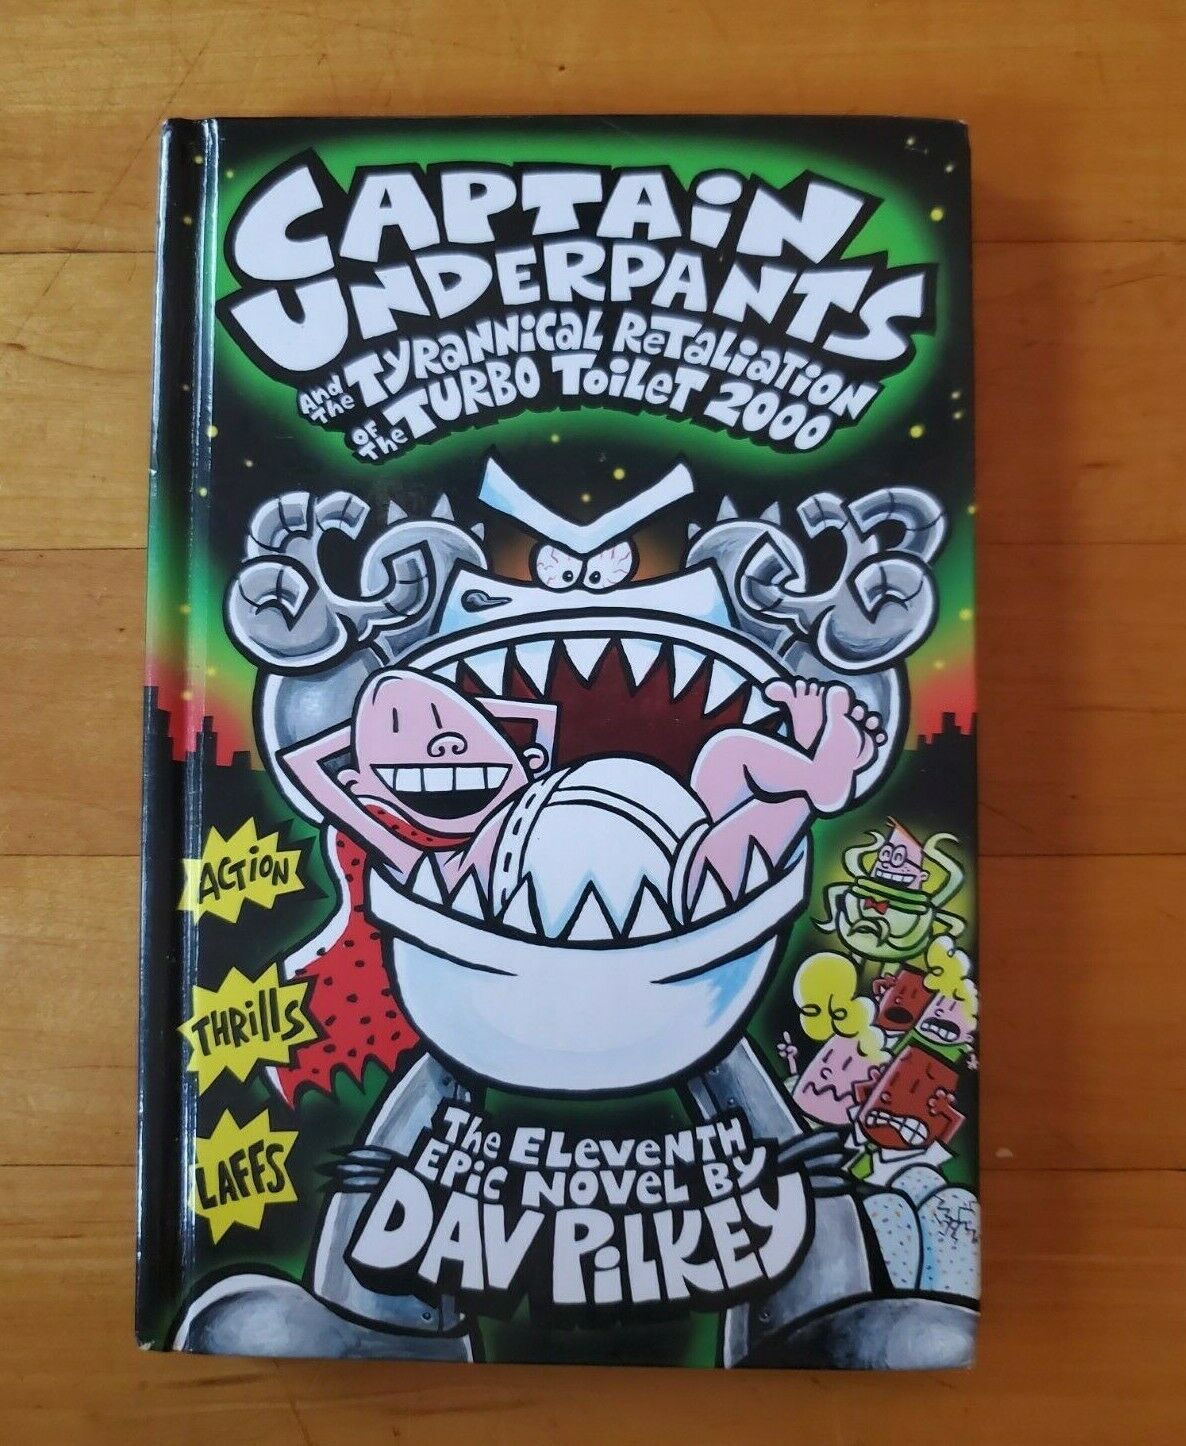 CAPTAiN
UNDERPANTS
And The TYRANNiCAL ReTALiATiON
OF The TURBO ToiLeT 2000
ACTiON
THRills
LAFFS
The ELeVeNTH
EPiC NOVeL BY
DAV PiLKEY